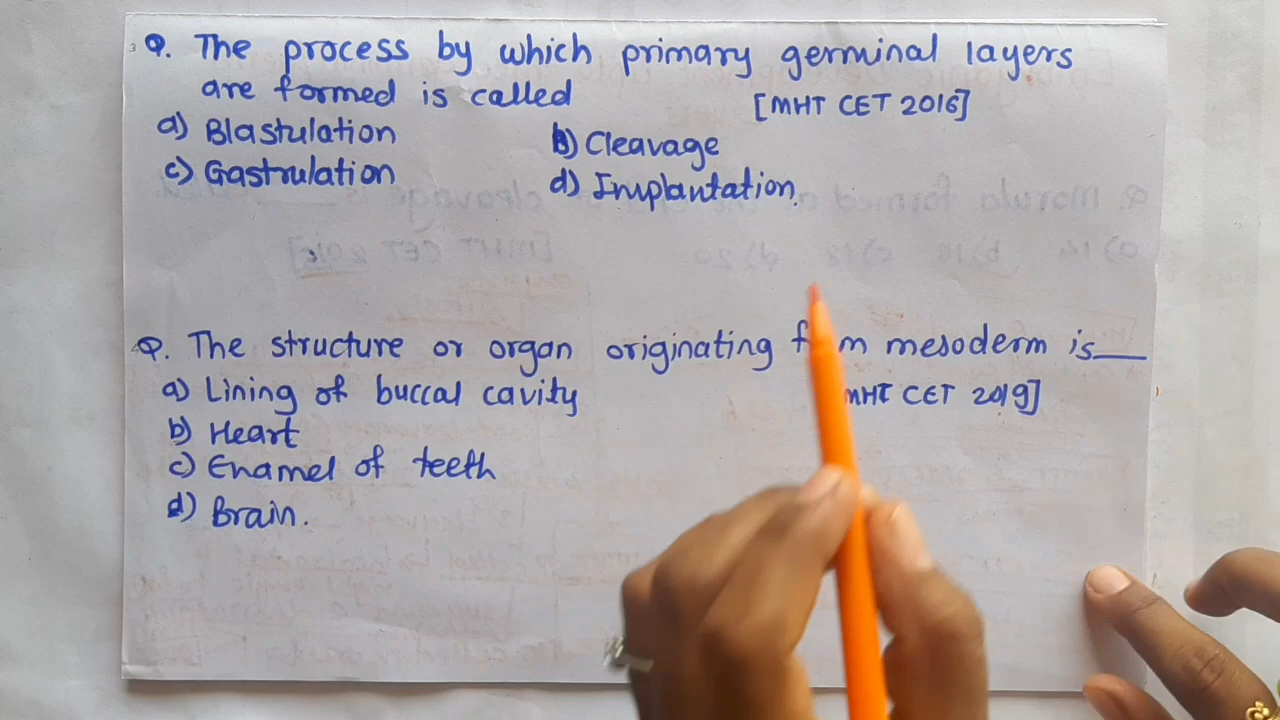 Q. The process by which primary germinal layers
are formed is called [MHT CET 2016]
a) Blastulation
b) Cleavage
c) Gastrulation
d) Implantation.
Q. The structure or organ originating mesoderm is__
a) Lining of buccal cavity
MHT CET 2019]
b) Heart
c) Enamel of teeth
d) Brain.